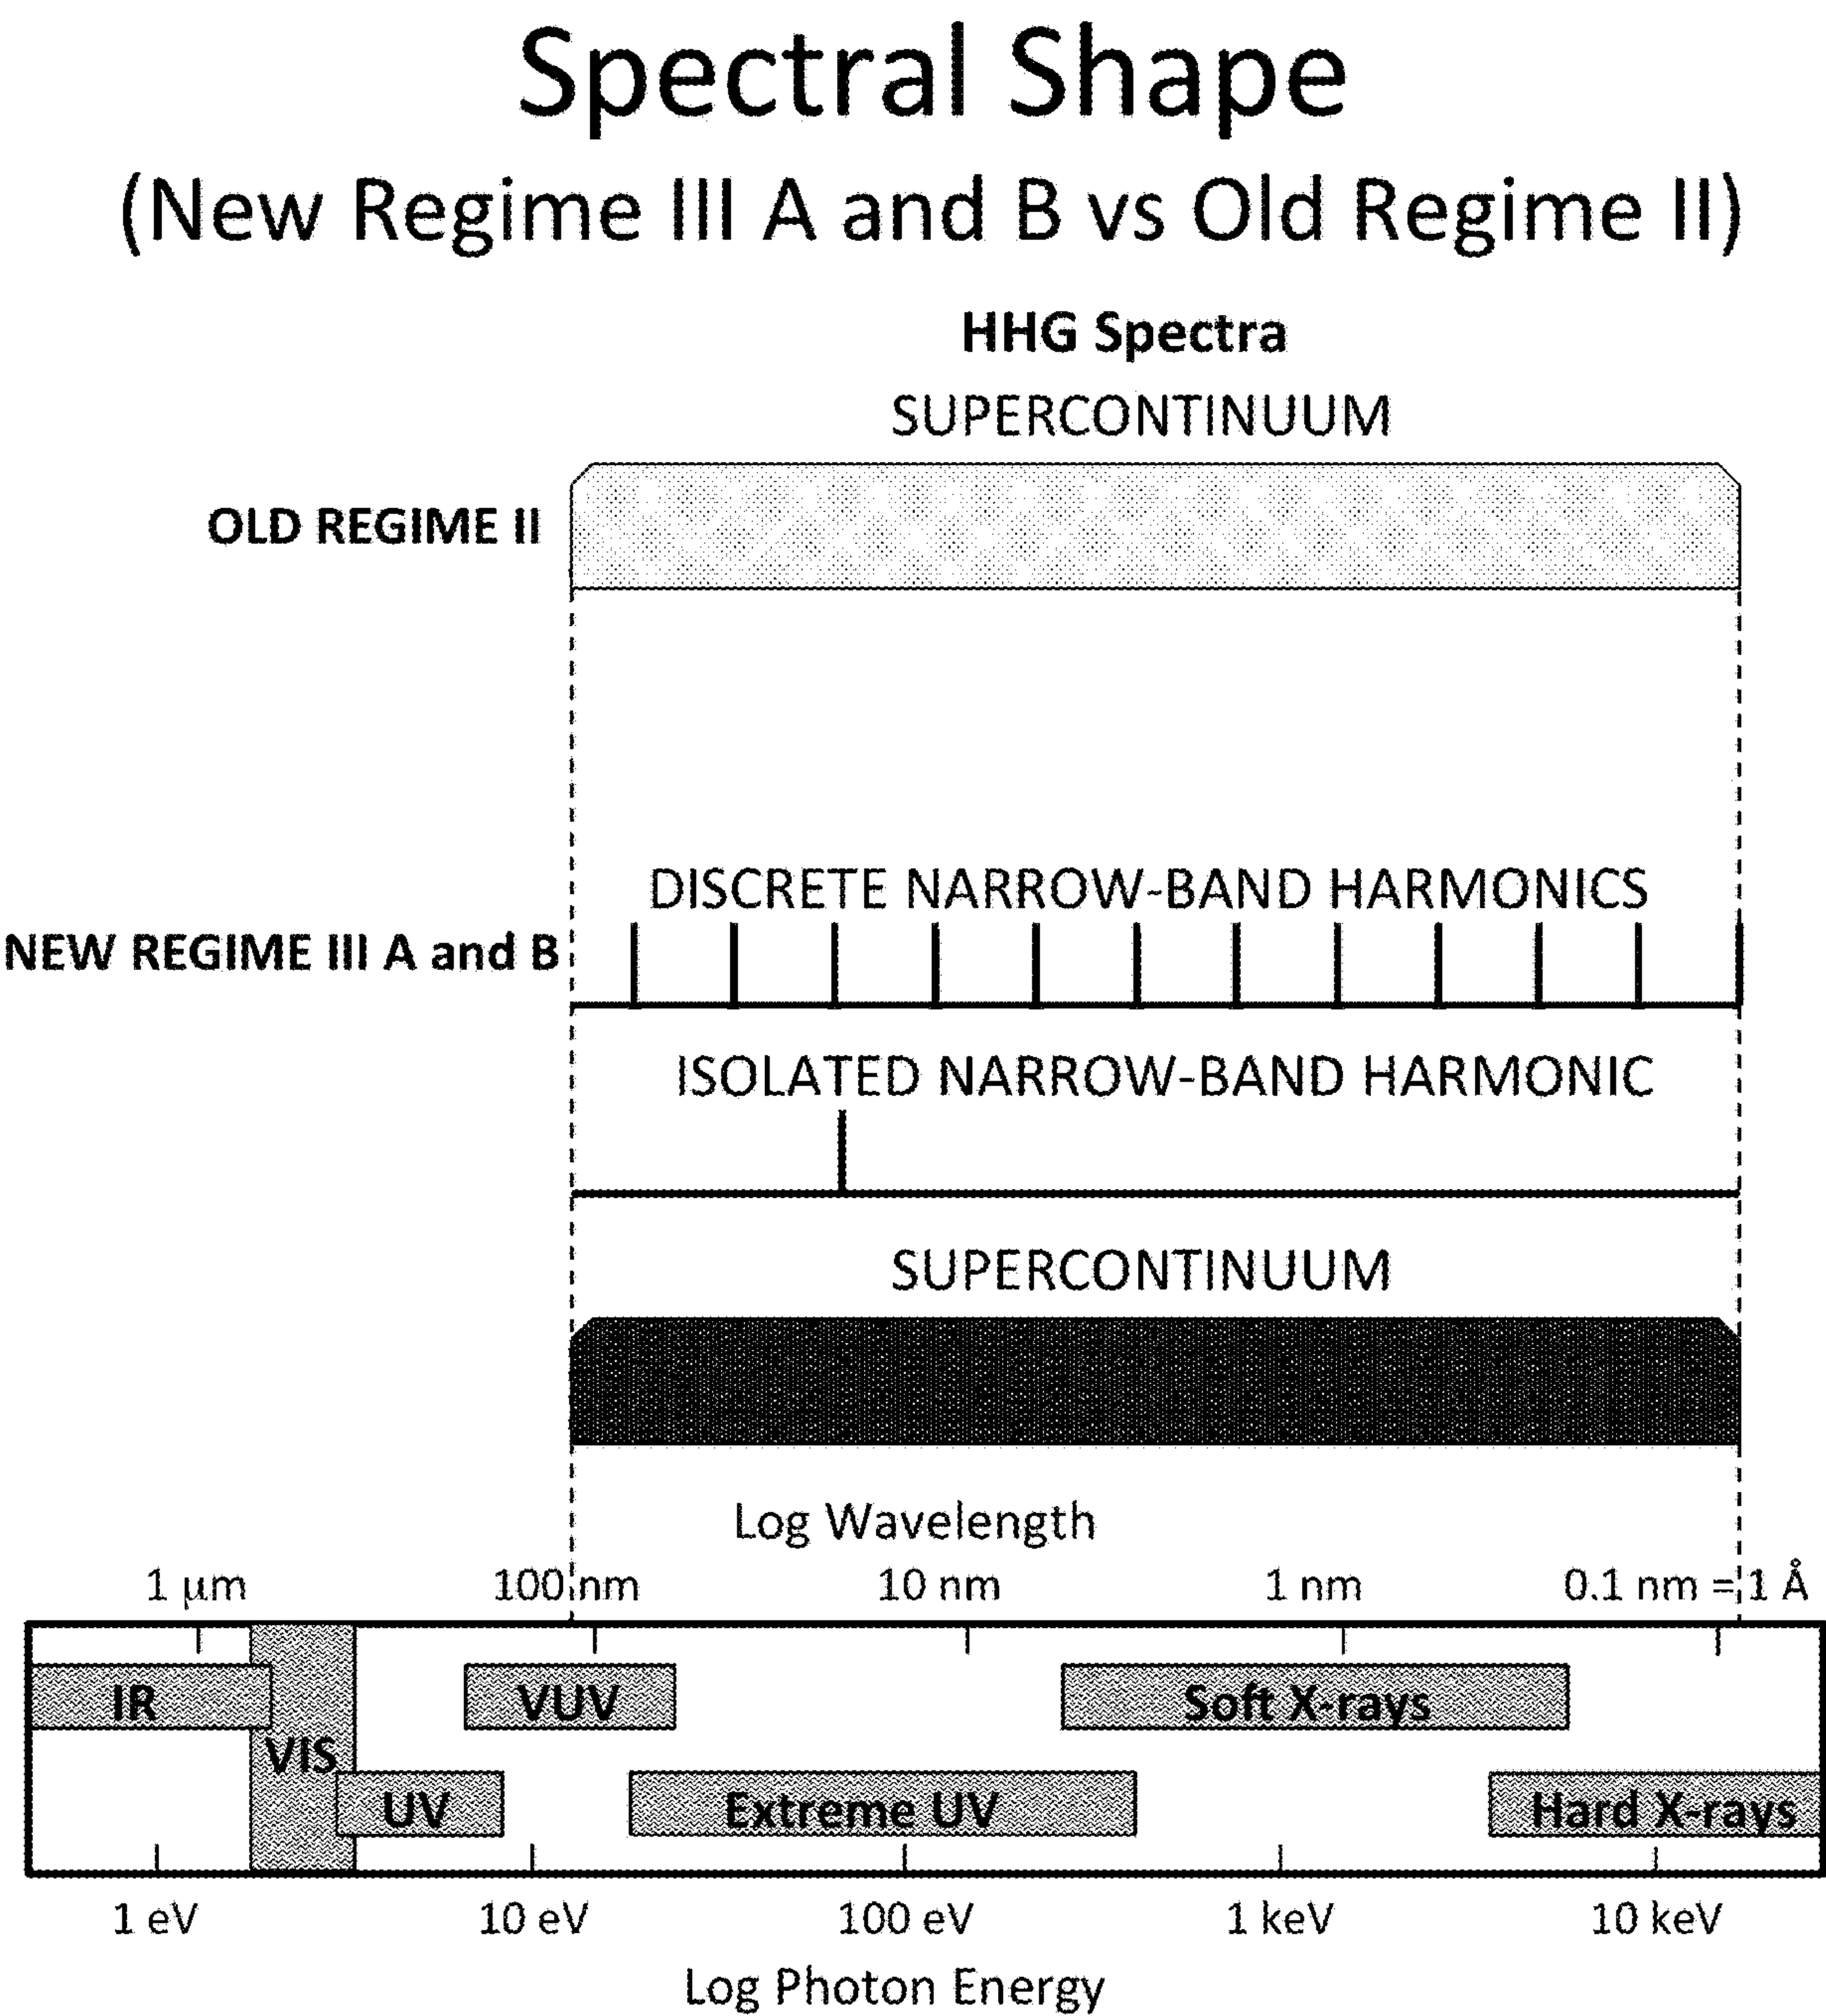 Spectral Shape
(New Regime III A and B vs Old Regime II)
HHG Spectra
SUPERCONTINUUM
OLD REGIME II
DISCRETE NARROW-BAND HARMONICS
NEW REGIME III A and B
ISOLATED NARROW-BAND HARMONIC
SUPERCONTINUUM
Log Wavelength
1 μm 100 nm 10 nm 1 nm 0.1 nm = 1 Å
IR VUV Soft X-rays
VIS
UV Extreme UV Hard X-rays
1 eV 10 eV 100 eV 1 keV 10 keV
Log Photon Energy